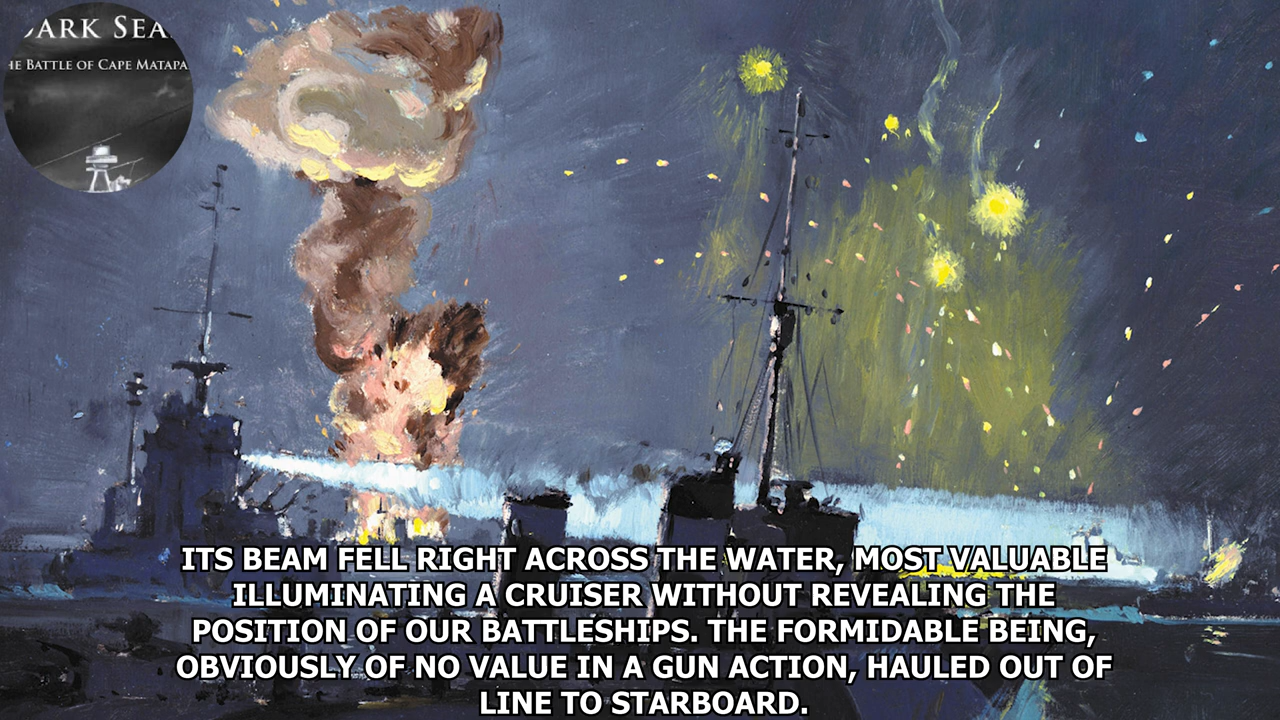 ARK SEA
HE BATTLE OF CAPE MATAPA
ITS BEAM FELL RIGHT ACROSS THE WATER, MOST VALUABLE
ILLUMINATING A CRUISER WITHOUT REVEALING THE
POSITION OF OUR BATTLESHIPS. THE FORMIDABLE BEING,
OBVIOUSLY OF NO VALUE IN A GUN ACTION, HAULED OUT OF
LINE TO STARBOARD.